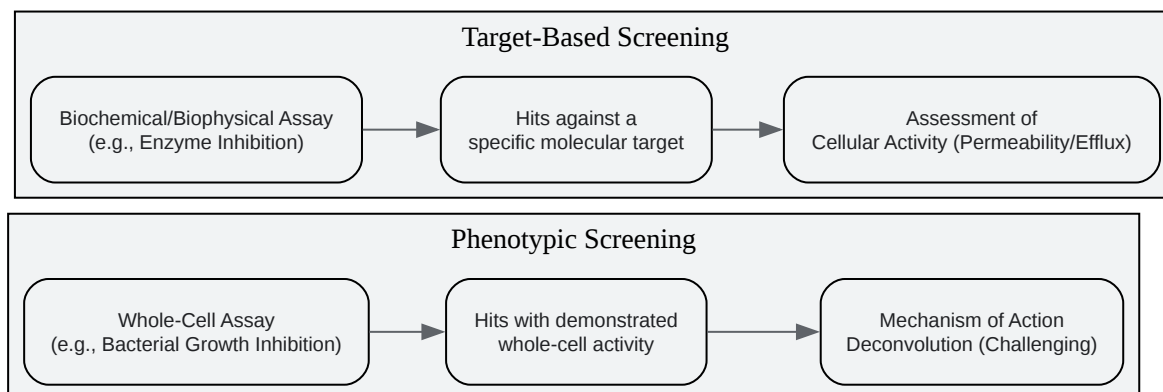 Target-Based Screening
Biochemical/Biophysical Assay
(e.g., Enzyme Inhibition)
Hits against a
specific molecular target
Assessment of
Cellular Activity (Permeability/Efflux)
Phenotypic Screening
Whole-Cell Assay
(e.g., Bacterial Growth Inhibition)
Hits with demonstrated
whole-cell activity
Mechanism of Action
Deconvolution (Challenging)